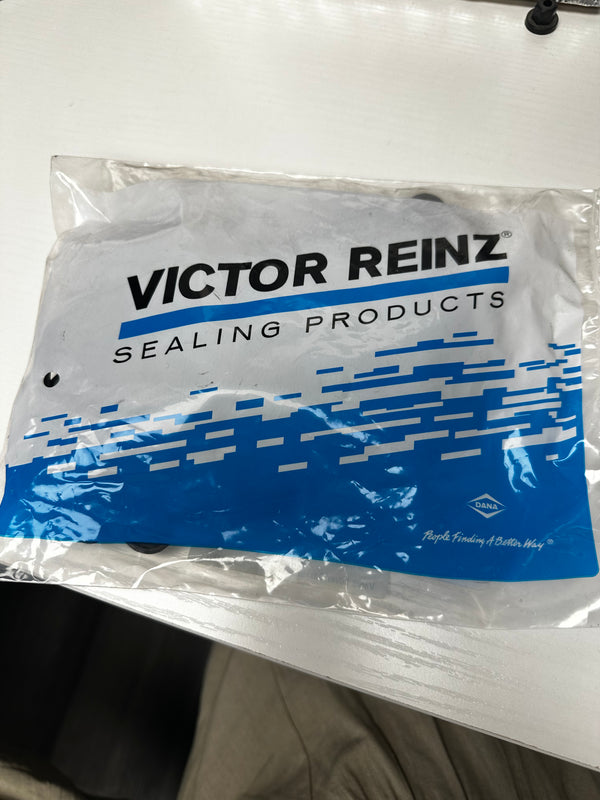 VICTOR REINZ®
SEALING PRODUCTS
DANA
People Finding A Better Way®